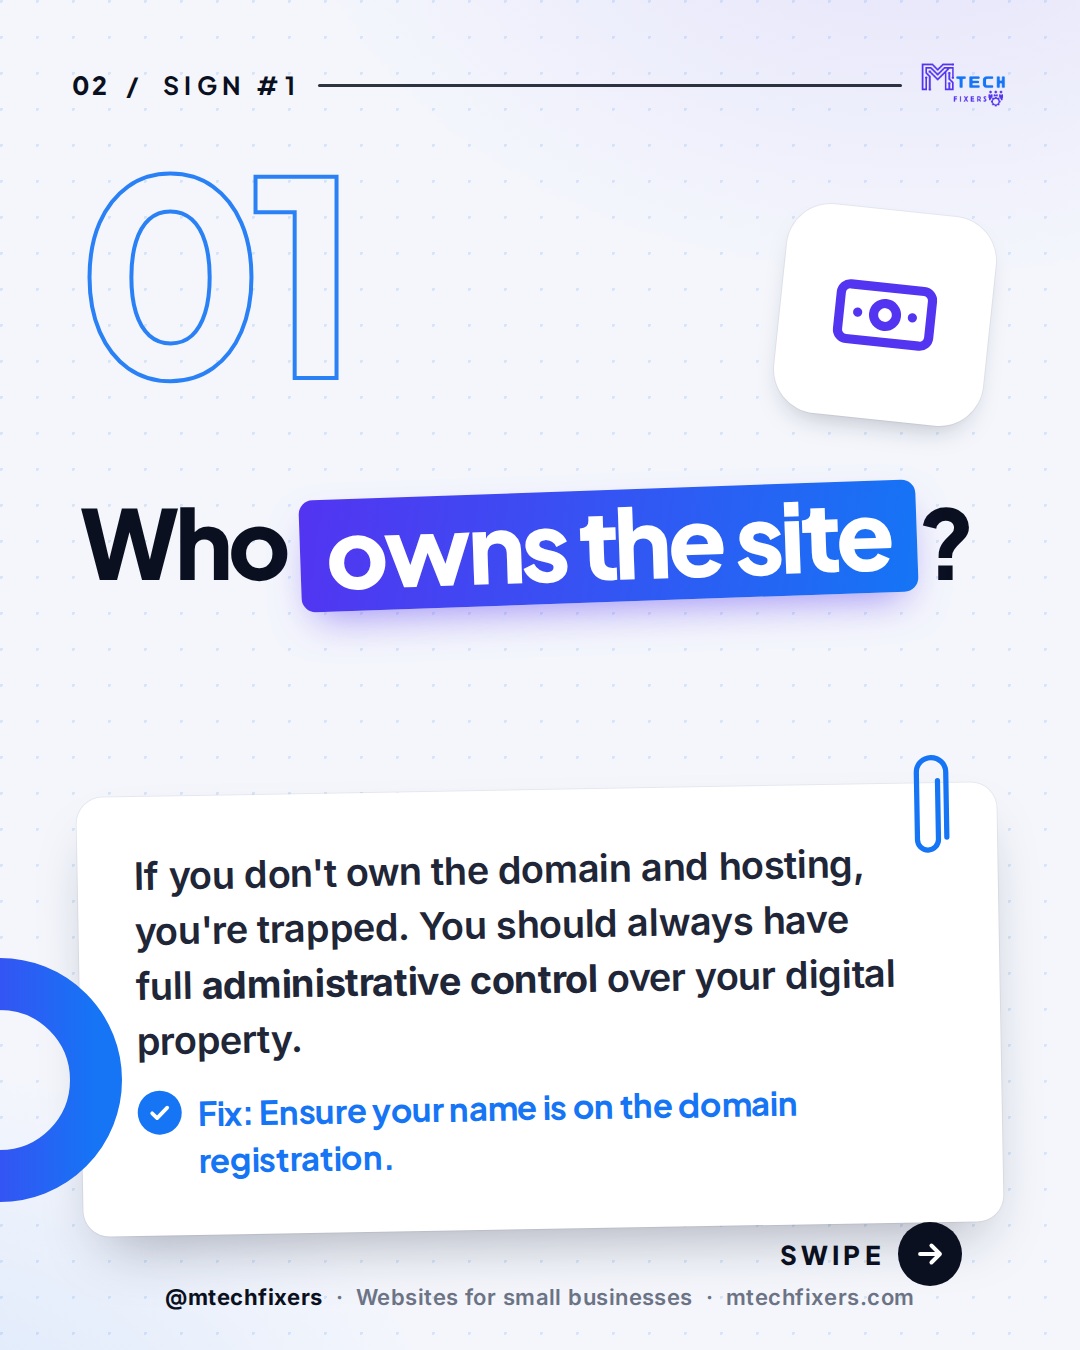 02 / SIGN #1
MTECH
FIXERS
01
Who owns the site?
If you don't own the domain and hosting,
you're trapped. You should always have
full administrative control over your digital
property.
Fix: Ensure your name is on the domain
registration.
SWIPE
@mtechfixers · Websites for small businesses · mtechfixers.com